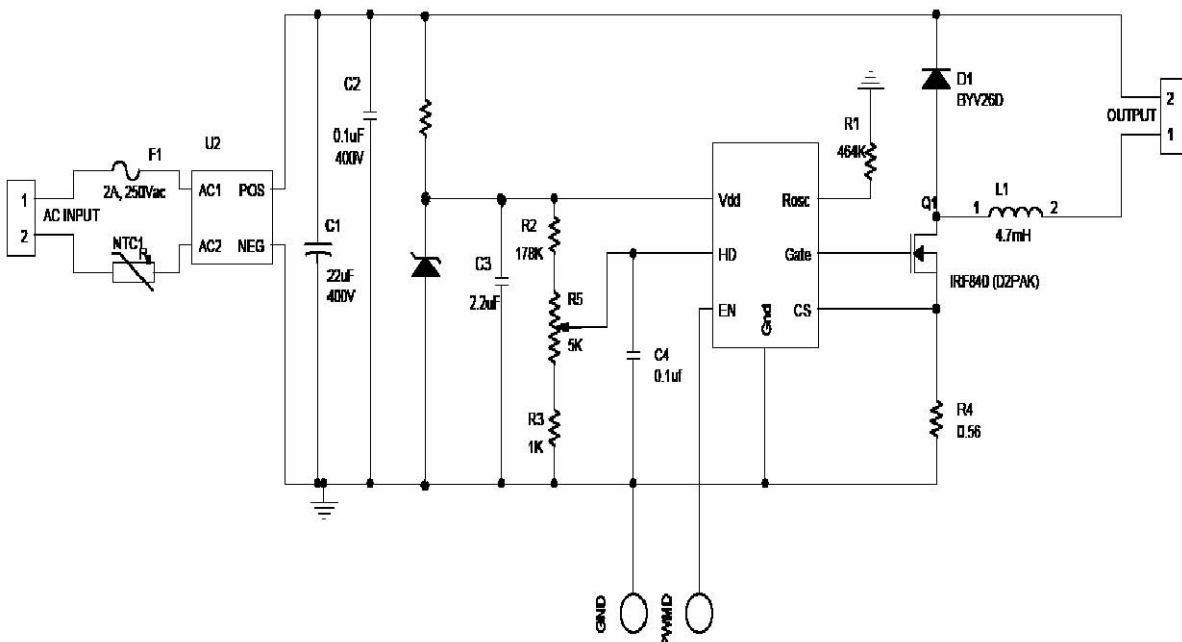 F1
2A, 250Vac
1
AC INPUT
2
NTC1
R
U2
AC1 POS
AC2 NEG
C1
22uF
400V
C2
0.1uF
400V
C3
2.2uF
R2
178K
R5
5K
R3
1K
C4
0.1uf
Vdd Rosc
HD Gate
EN CS
Gnd
R1
464K
D1
BYV26D
Q1
IRF840 (D2PAK)
1 L1 2
4.7mH
R4
0.56
OUTPUT
2
1
GND
PWMD